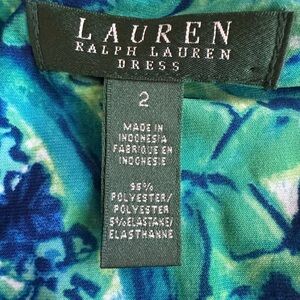 LAUREN
RALPH LAUREN
DRESS
2
MADE IN
INDONESIA
FABRIQUE EN
INDONESIE
95%
POLYESTER/
POLYESTER
5% ELASTANE/
ELASTHANNE